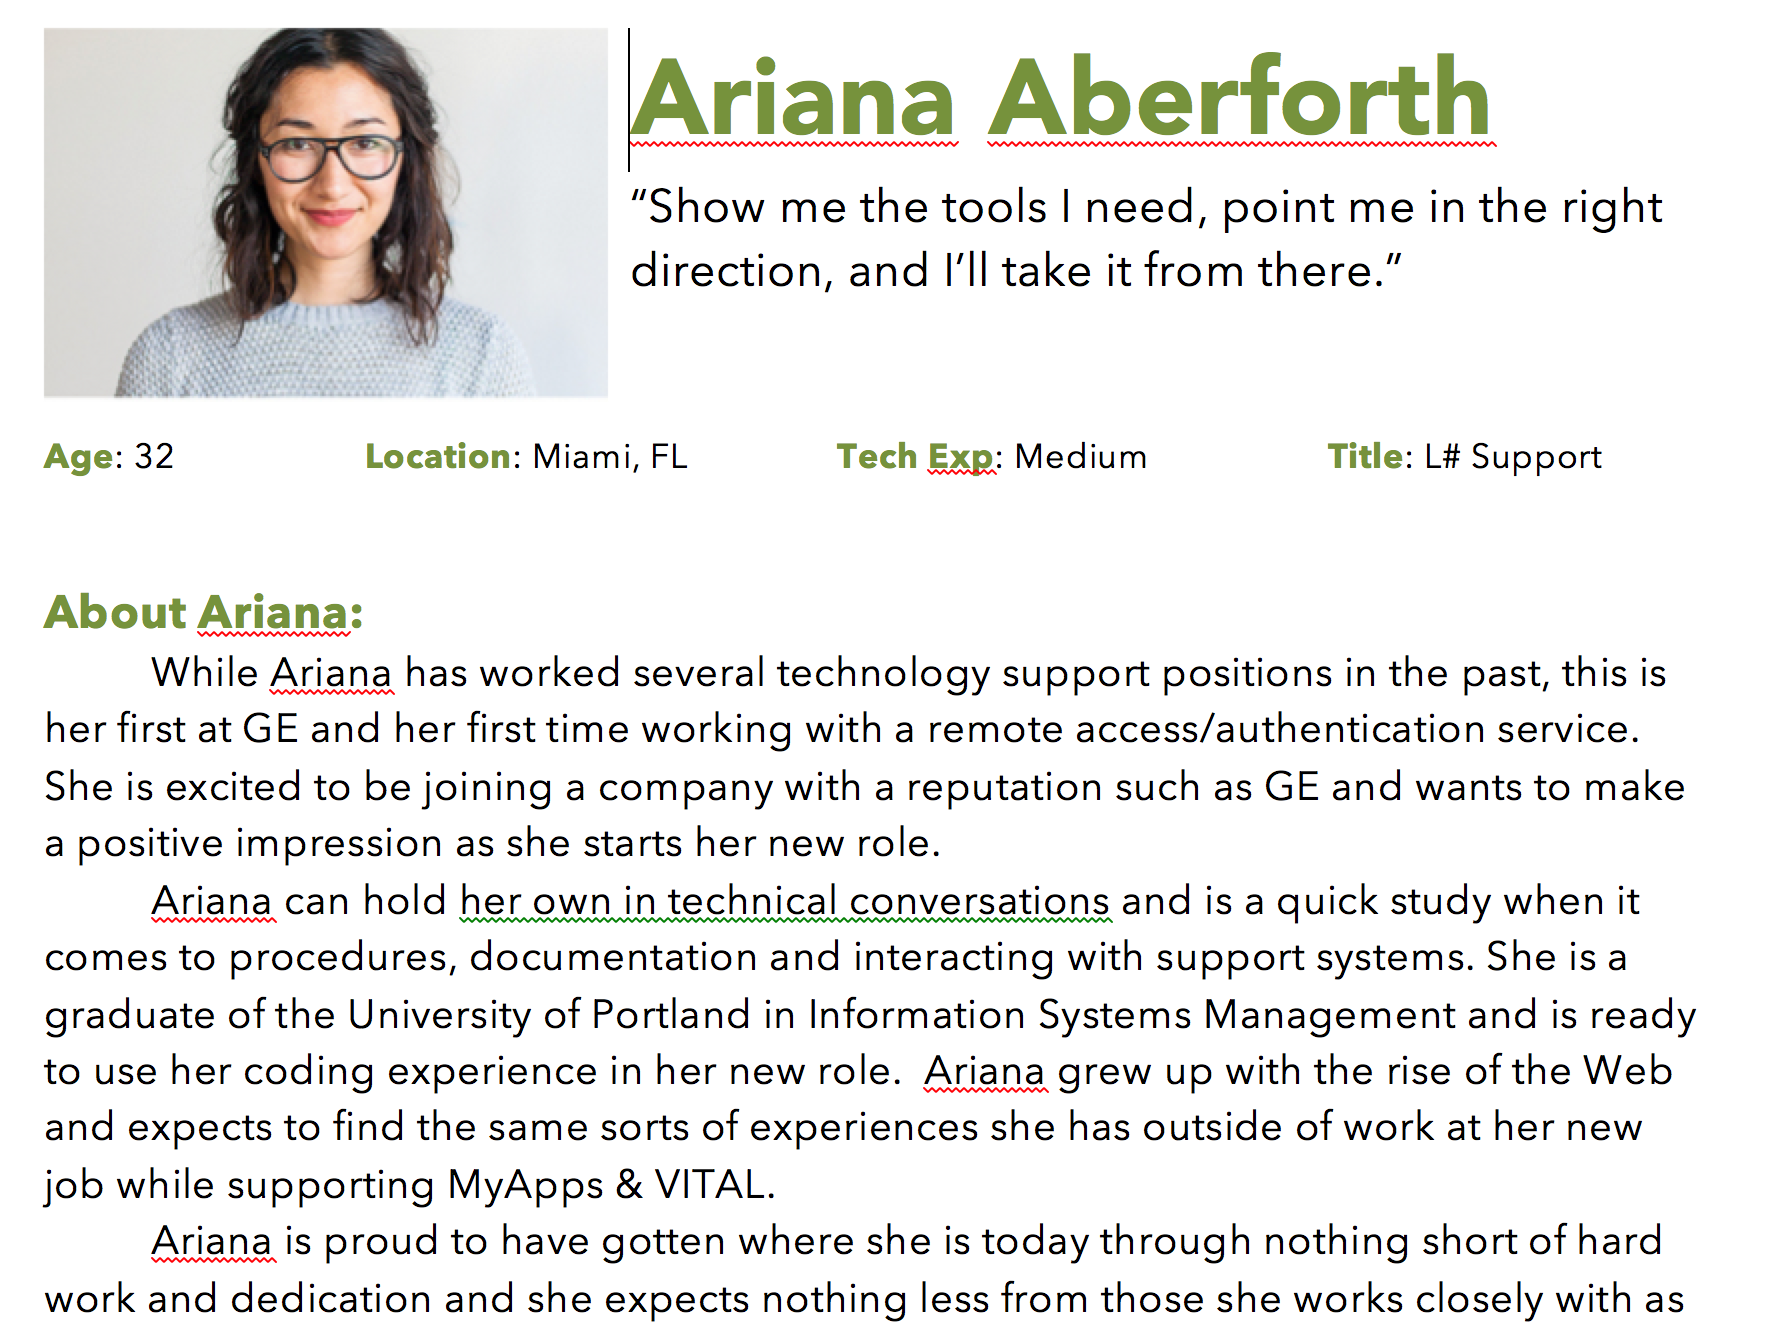 Ariana Aberforth
“Show me the tools I need, point me in the right
direction, and I’ll take it from there.”
Age: 32 Location: Miami, FL Tech Exp: Medium Title: L# Support
About Ariana:
While Ariana has worked several technology support positions in the past, this is
her first at GE and her first time working with a remote access/authentication service.
She is excited to be joining a company with a reputation such as GE and wants to make
a positive impression as she starts her new role.
Ariana can hold her own in technical conversations and is a quick study when it
comes to procedures, documentation and interacting with support systems. She is a
graduate of the University of Portland in Information Systems Management and is ready
to use her coding experience in her new role.  Ariana grew up with the rise of the Web
and expects to find the same sorts of experiences she has outside of work at her new
job while supporting MyApps & VITAL.
Ariana is proud to have gotten where she is today through nothing short of hard
work and dedication and she expects nothing less from those she works closely with as